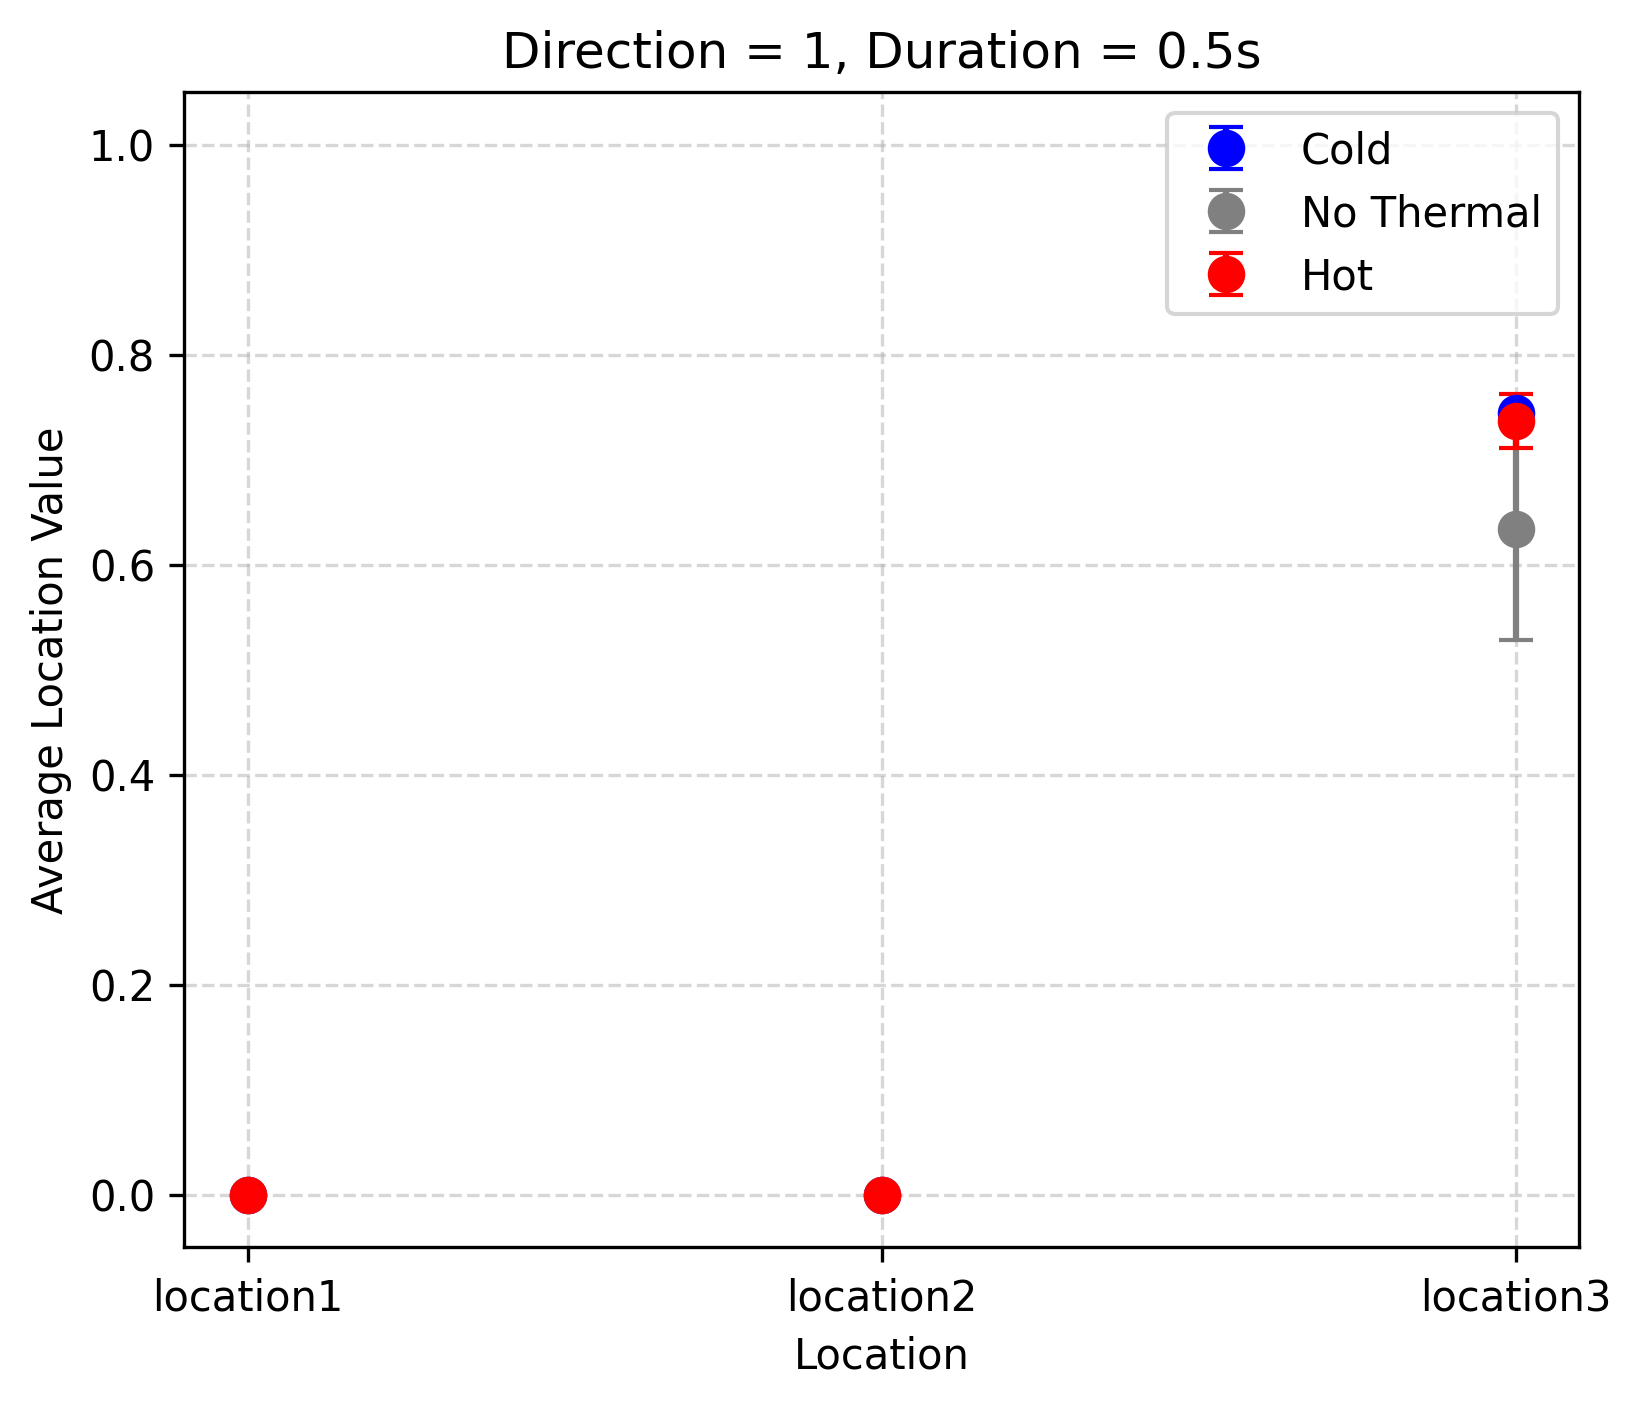 Direction = 1, Duration = 0.5s
Cold
No Thermal
Hot
1.0
0.8
0.6
0.4
0.2
0.0
Average Location Value
location1
location2
location3
Location